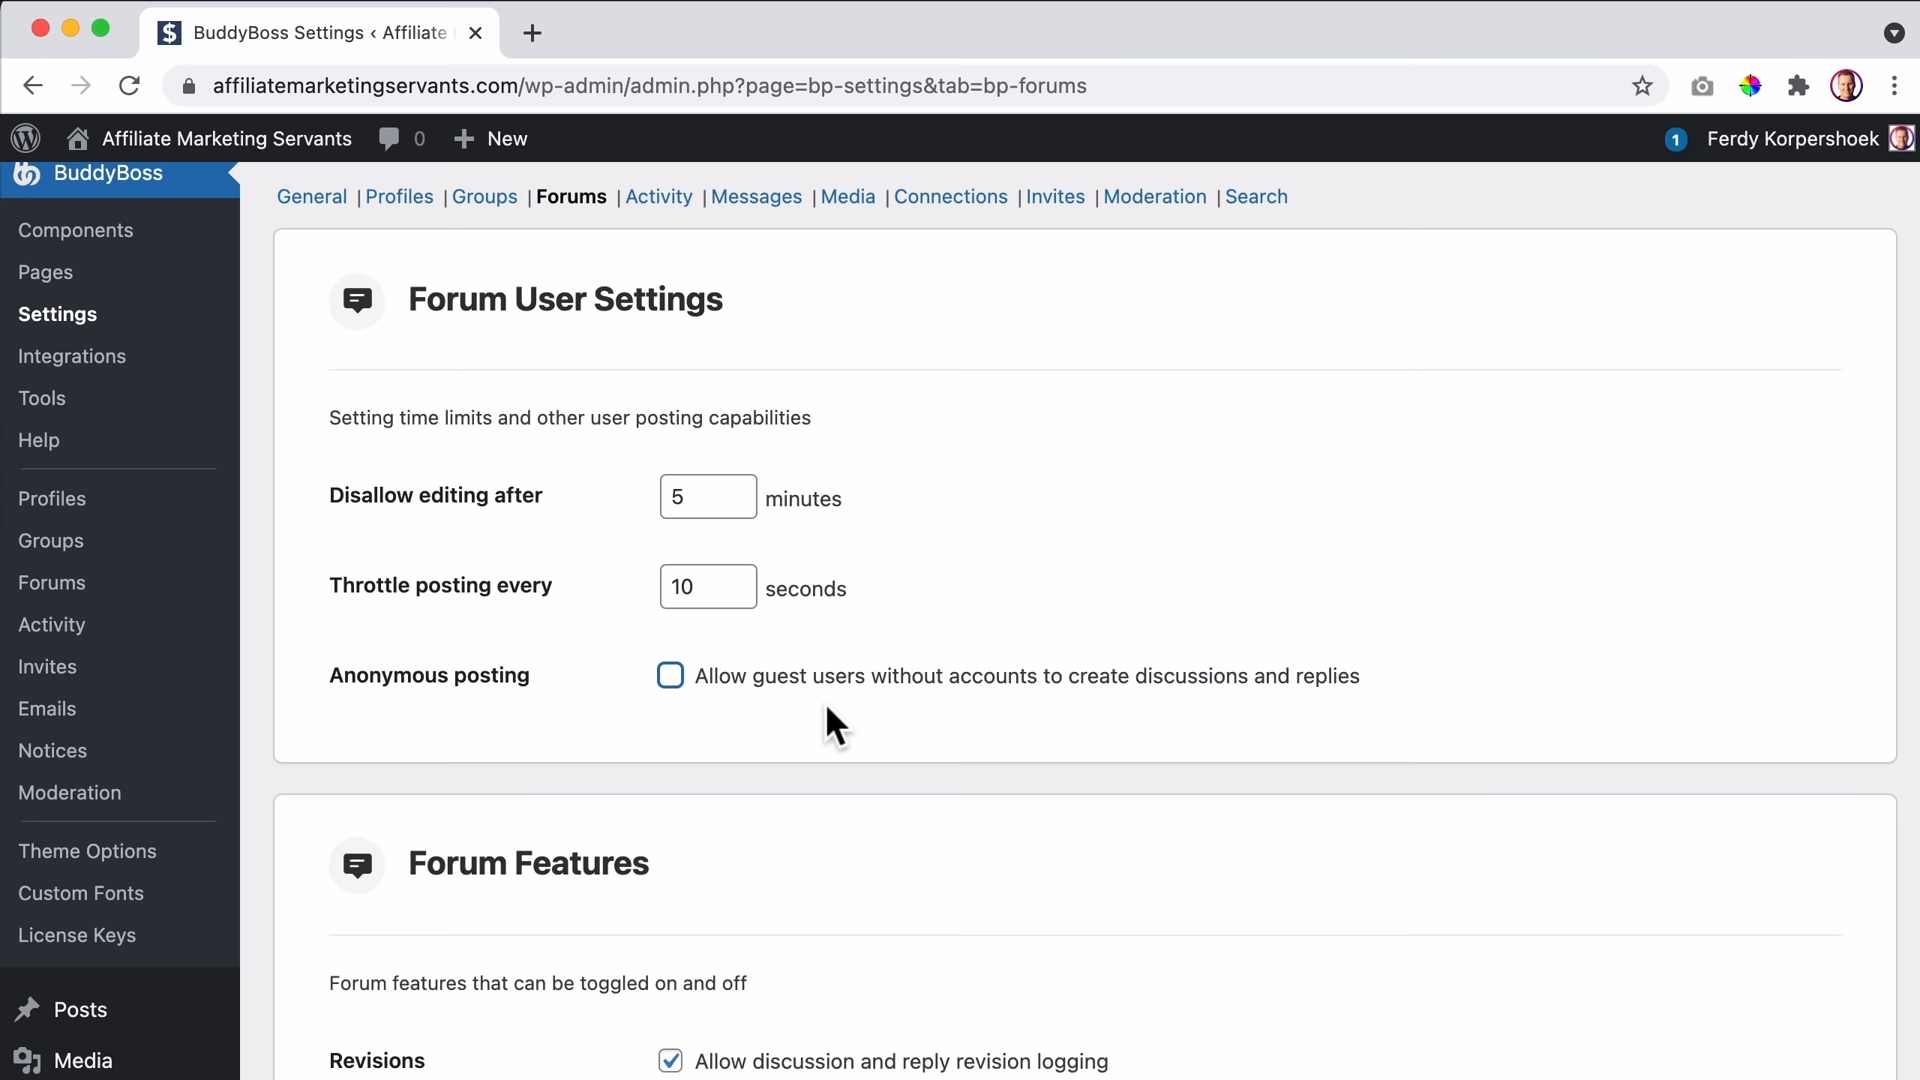 BuddyBoss Settings ‹ Affiliate
affiliatemarketingservants.com/wp-admin/admin.php?page=bp-settings&tab=bp-forums
Affiliate Marketing Servants 0 New 1 Ferdy Korpershoek
BuddyBoss
Components
Pages
Settings
Integrations
Tools
Help
Profiles
Groups
Forums
Activity
Invites
Emails
Notices
Moderation
Theme Options
Custom Fonts
License Keys
Posts
Media
General | Profiles | Groups | Forums | Activity | Messages | Media | Connections | Invites | Moderation | Search
Forum User Settings
Setting time limits and other user posting capabilities
Disallow editing after 5 minutes
Throttle posting every 10 seconds
Anonymous posting Allow guest users without accounts to create discussions and replies
Forum Features
Forum features that can be toggled on and off
Revisions Allow discussion and reply revision logging